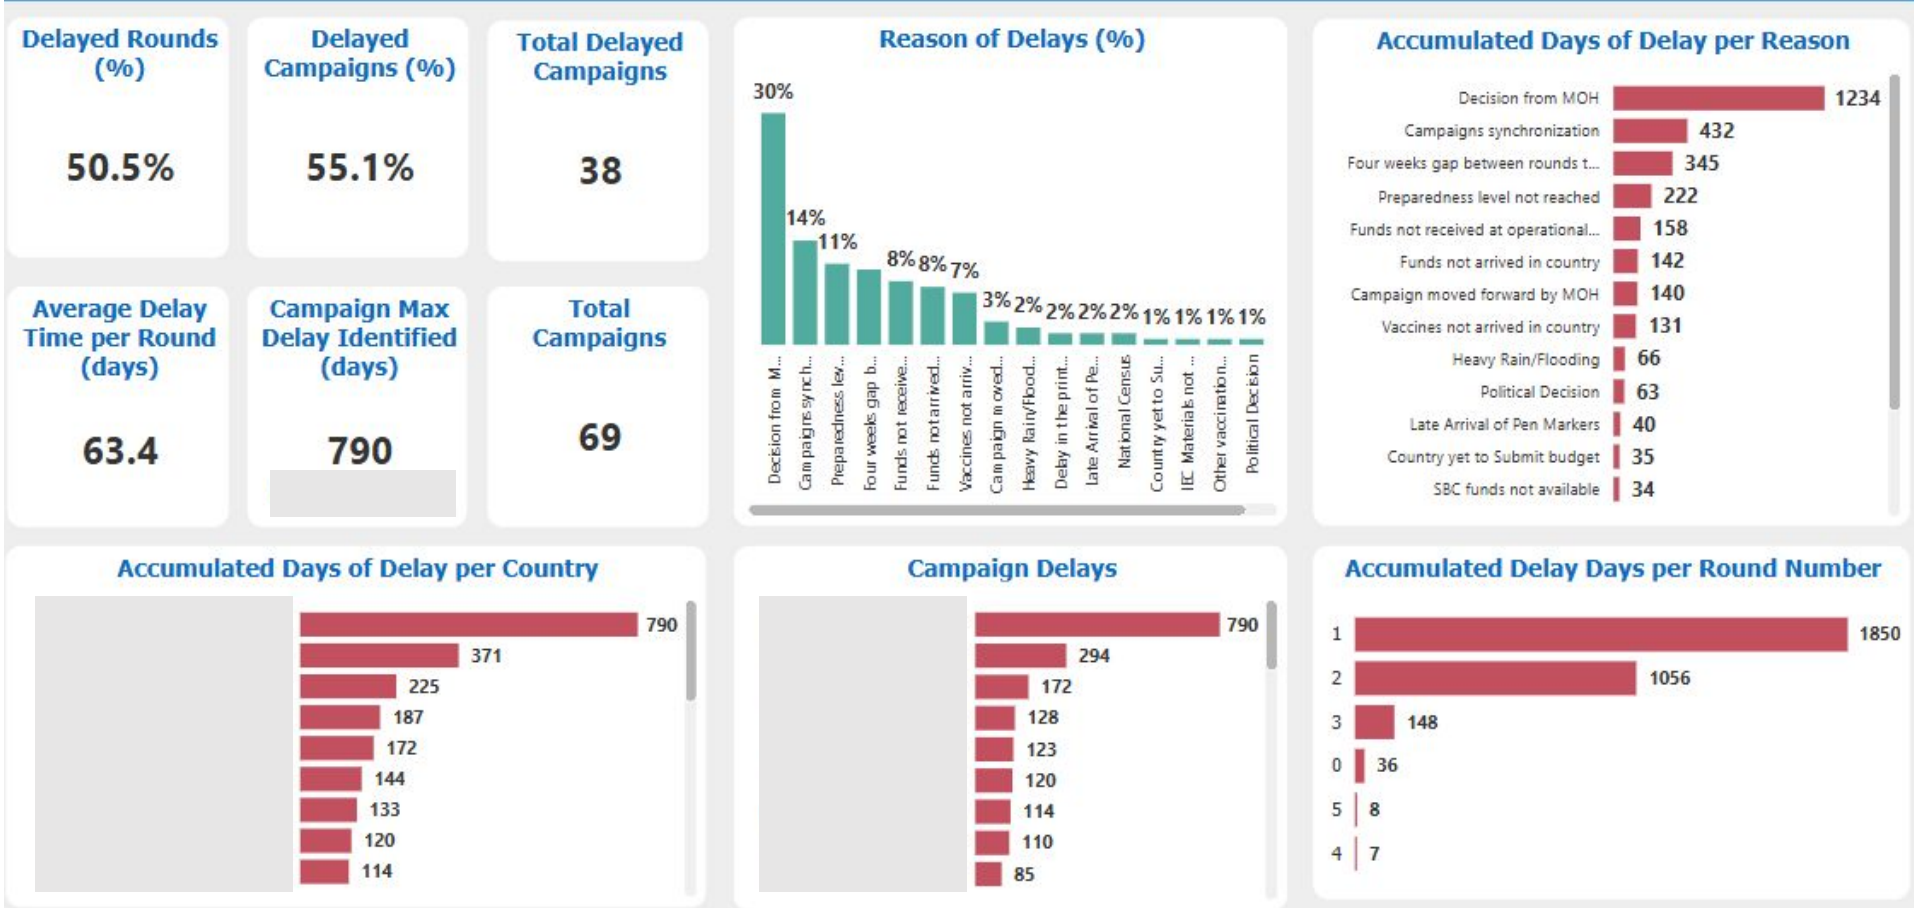 Delayed Rounds
(%)
50.5%
Delayed
Campaigns (%)
55.1%
Total Delayed
Campaigns
38
Average Delay
Time per Round
(days)
63.4
Campaign Max
Delay Identified
(days)
790
Total
Campaigns
69
Reason of Delays (%)
30%
14%
11%
8%
8%
7%
3%
2%
2%
2%
2%
1%
1%
1%
1%
Decision from M...
Campaigns synch...
Preparedness lev...
Four weeks gap b...
Funds not receive...
Funds not arrived...
Vaccines not arriv...
Campaign moved...
Heavy Rain/Flood...
Delay in the print...
Late Arrival of Pe...
National Census
Country yet to Su...
IEC Materials not ...
Other vaccination...
Political Decision
Accumulated Days of Delay per Reason
Decision from MOH 1234
Campaigns synchronization 432
Four weeks gap between rounds t... 345
Preparedness level not reached 222
Funds not received at operational... 158
Funds not arrived in country 142
Campaign moved forward by MOH 140
Vaccines not arrived in country 131
Heavy Rain/Flooding 66
Political Decision 63
Late Arrival of Pen Markers 40
Country yet to Submit budget 35
SBC funds not available 34
Accumulated Days of Delay per Country
790
371
225
187
172
144
133
120
114
Campaign Delays
790
294
172
128
123
120
114
110
85
Accumulated Delay Days per Round Number
1 1850
2 1056
3 148
0 36
5 8
4 7